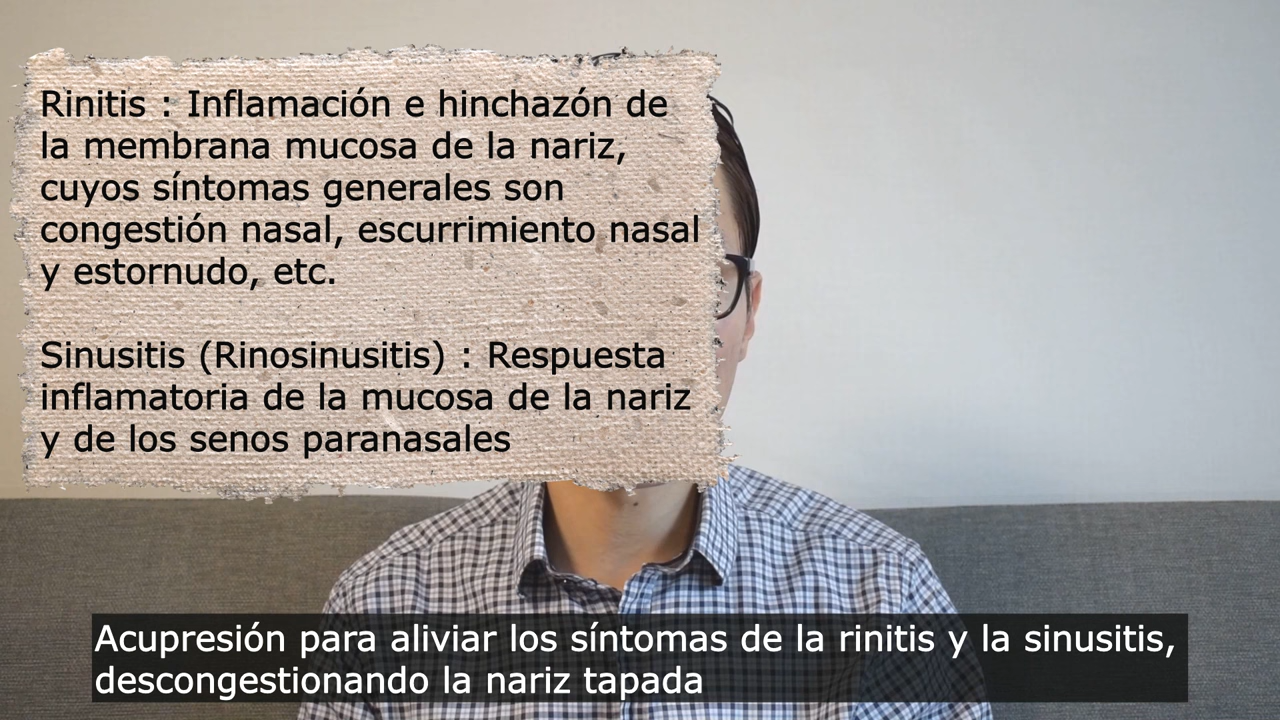 Rinitis : Inflamación e hinchazón de
la membrana mucosa de la nariz,
cuyos síntomas generales son
congestión nasal, escurrimiento nasal
y estornudo, etc.
Sinusitis (Rinosinusitis) : Respuesta
inflamatoria de la mucosa de la nariz
y de los senos paranasales
Acupresión para aliviar los síntomas de la rinitis y la sinusitis,
descongestionando la nariz tapada